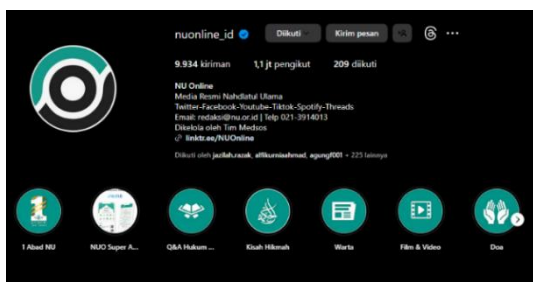 nuonline_id Diikuti Kirim pesan
9.934 kiriman 1,1 jt pengikut 209 diikuti
NU Online
Media Resmi Nahdlatul Ulama
Twitter-Facebook-Youtube-Tiktok-Spotify-Threads
Email: redaksi@nu.or.id | Telp 021-3914013
Dikelola oleh Tim Medsos
linktr.ee/NUOnline
Diikuti oleh jazilah.razak, alfikurniaahmad, agungf001 + 225 lainnya
1 Abad NU NUO Super A... Q&A Hukum ... Kisah Hikmah Warta Film & Video Doa